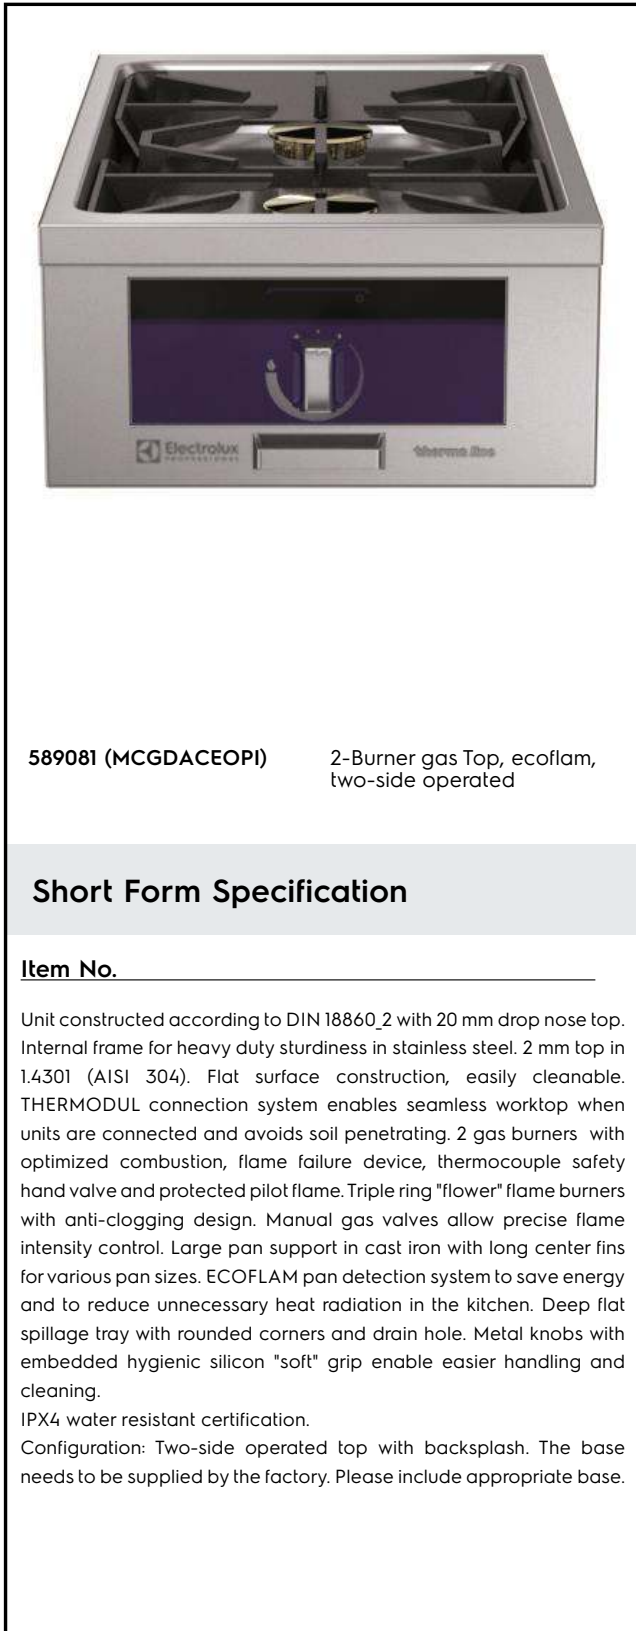 Electrolux
PROFESSIONAL
thermaline
589081 (MCGDACEOPI)
2-Burner gas Top, ecoflam,
two-side operated
Short Form Specification
Item No.
Unit constructed according to DIN 18860_2 with 20 mm drop nose top.
Internal frame for heavy duty sturdiness in stainless steel. 2 mm top in
1.4301 (AISI 304). Flat surface construction, easily cleanable.
THERMODUL connection system enables seamless worktop when
units are connected and avoids soil penetrating. 2 gas burners with
optimized combustion, flame failure device, thermocouple safety
hand valve and protected pilot flame. Triple ring "flower" flame burners
with anti-clogging design. Manual gas valves allow precise flame
intensity control. Large pan support in cast iron with long center fins
for various pan sizes. ECOFLAM pan detection system to save energy
and to reduce unnecessary heat radiation in the kitchen. Deep flat
spillage tray with rounded corners and drain hole. Metal knobs with
embedded hygienic silicon "soft" grip enable easier handling and
cleaning.
IPX4 water resistant certification.
Configuration: Two-side operated top with backsplash. The base
needs to be supplied by the factory. Please include appropriate base.